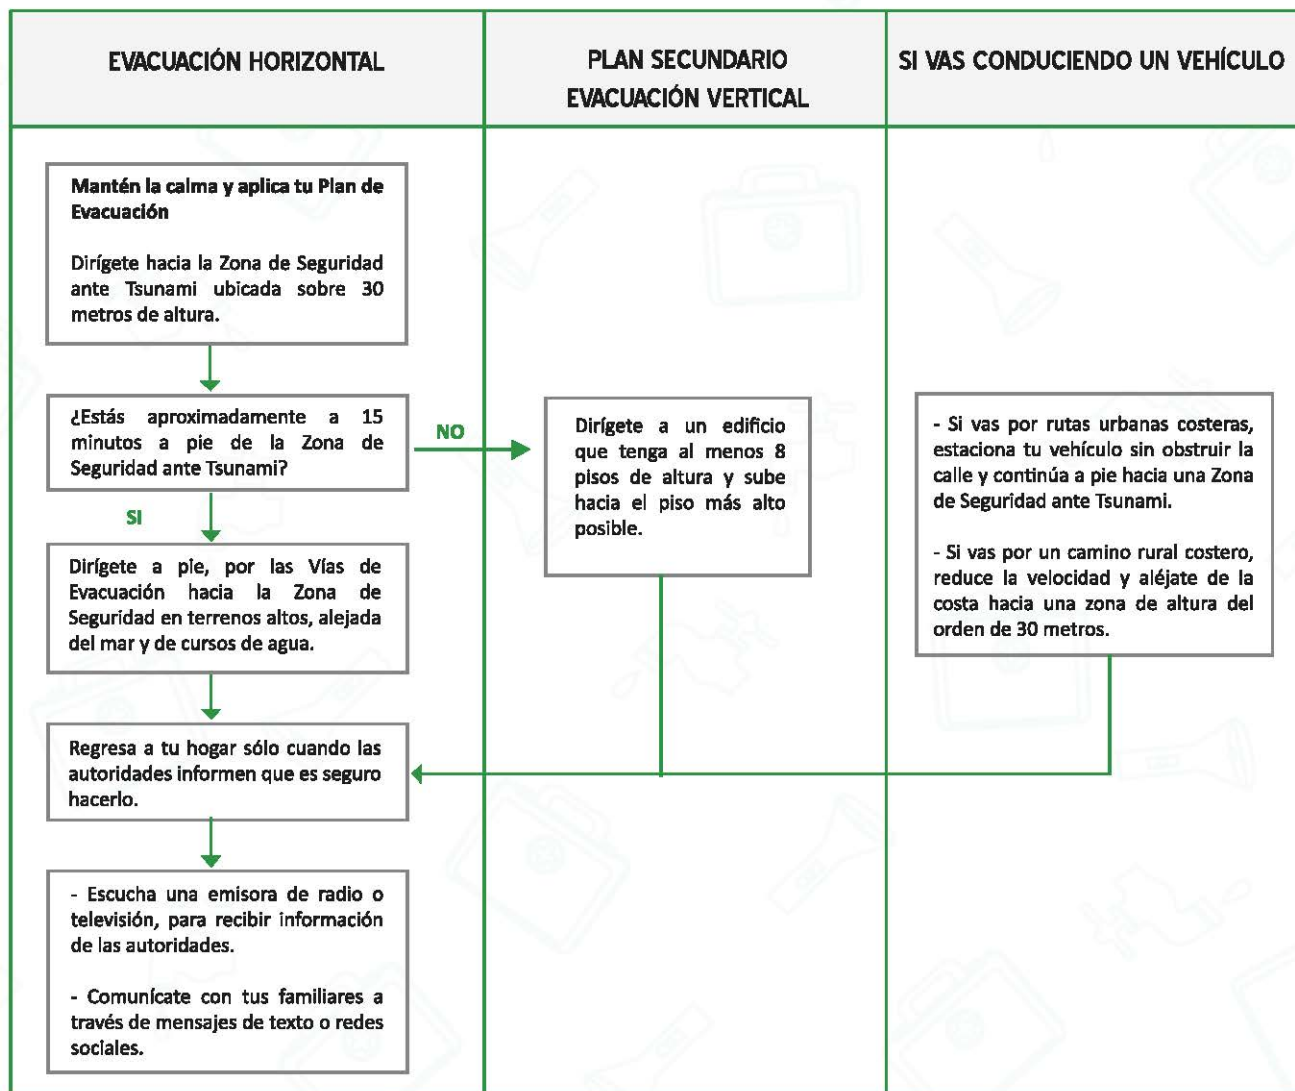 EVACUACIÓN HORIZONTAL
PLAN SECUNDARIO
EVACUACIÓN VERTICAL
SI VAS CONDUCIENDO UN VEHÍCULO
Mantén la calma y aplica tu Plan de
Evacuación
Dirígete hacia la Zona de Seguridad
ante Tsunami ubicada sobre 30
metros de altura.
¿Estás aproximadamente a 15
minutos a pie de la Zona de
Seguridad ante Tsunami?
NO
SI
Dirígete a pie, por las Vías de
Evacuación hacia la Zona de
Seguridad en terrenos altos, alejada
del mar y de cursos de agua.
Regresa a tu hogar sólo cuando las
autoridades informen que es seguro
hacerlo.
- Escucha una emisora de radio o
televisión, para recibir información
de las autoridades.
- Comunícate con tus familiares a
través de mensajes de texto o redes
sociales.
Dirígete a un edificio
que tenga al menos 8
pisos de altura y sube
hacia el piso más alto
posible.
- Si vas por rutas urbanas costeras,
estaciona tu vehículo sin obstruir la
calle y continúa a pie hacia una Zona
de Seguridad ante Tsunami.
- Si vas por un camino rural costero,
reduce la velocidad y aléjate de la
costa hacia una zona de altura del
orden de 30 metros.